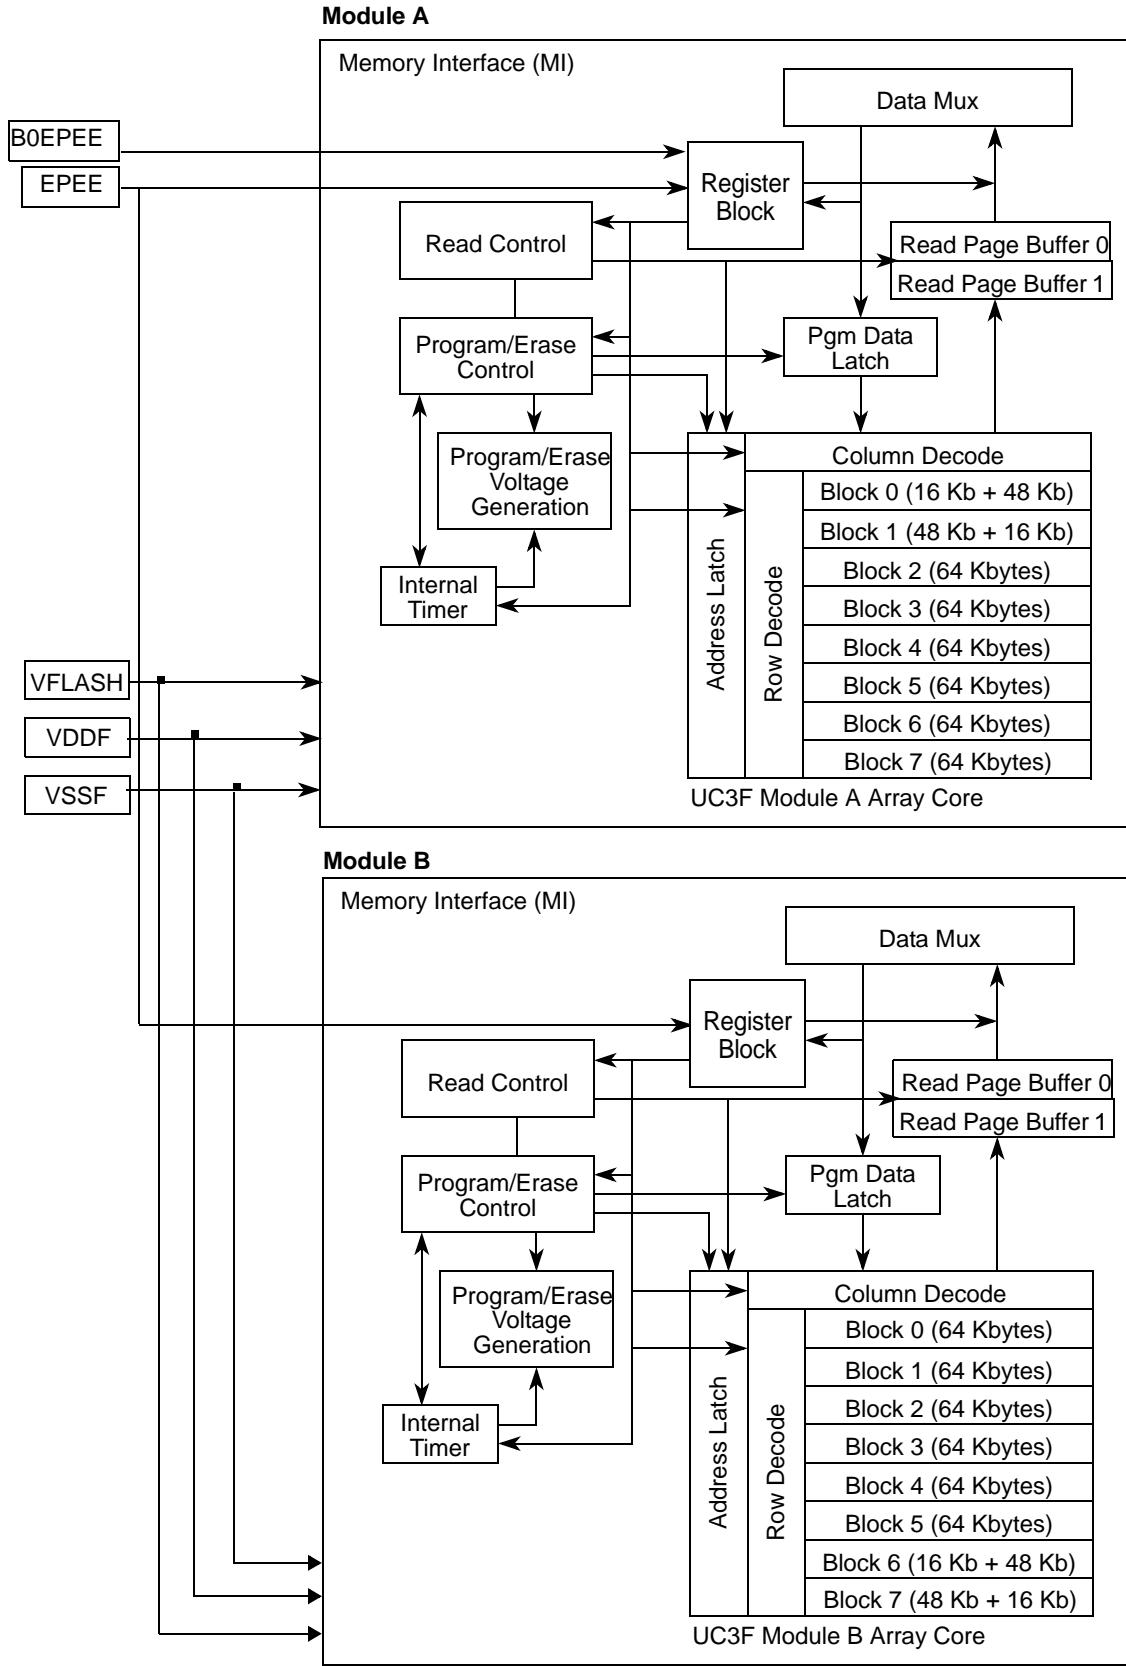 Module A
Memory Interface (MI)
Data Mux
B0EPEE
EPEE
Register
Block
Read Control
Read Page Buffer 0
Read Page Buffer 1
Program/Erase
Control
Pgm Data
Latch
Program/Erase
Voltage
Generation
Internal
Timer
Address Latch
Row Decode
Column Decode
Block 0 (16 Kb + 48 Kb)
Block 1 (48 Kb + 16 Kb)
Block 2 (64 Kbytes)
Block 3 (64 Kbytes)
Block 4 (64 Kbytes)
Block 5 (64 Kbytes)
Block 6 (64 Kbytes)
Block 7 (64 Kbytes)
UC3F Module A Array Core
VFLASH
VDDF
VSSF
Module B
Memory Interface (MI)
Data Mux
Register
Block
Read Control
Read Page Buffer 0
Read Page Buffer 1
Program/Erase
Control
Pgm Data
Latch
Program/Erase
Voltage
Generation
Internal
Timer
Address Latch
Row Decode
Column Decode
Block 0 (64 Kbytes)
Block 1 (64 Kbytes)
Block 2 (64 Kbytes)
Block 3 (64 Kbytes)
Block 4 (64 Kbytes)
Block 5 (64 Kbytes)
Block 6 (16 Kb + 48 Kb)
Block 7 (48 Kb + 16 Kb)
UC3F Module B Array Core